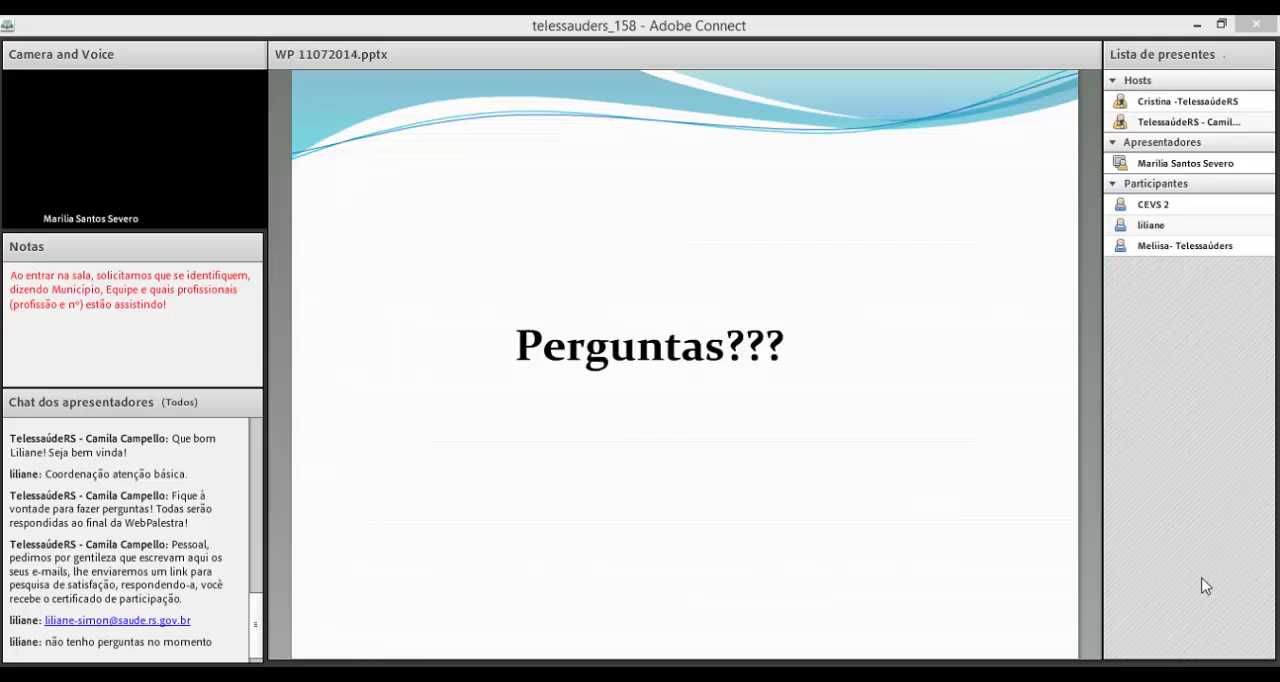 telessauders_158 - Adobe Connect
Camera and Voice
Marilia Santos Severo
Notas
Ao entrar na sala, solicitamos que se identifiquem,
dizendo Município, Equipe e quais profissionais
(profissão e nº) estão assistindo!
Chat dos apresentadores (Todos)
TelessaúdeRS - Camila Campello: Que bom
Liliane! Seja bem vinda!
liliane: Coordenação atenção básica.
TelessaúdeRS - Camila Campello: Fique à
vontade para fazer perguntas! Todas serão
respondidas ao final da WebPalestra!
TelessaúdeRS - Camila Campello: Pessoal,
pedimos por gentileza que escrevam aqui os
seus e-mails, lhe enviaremos um link para
pesquisa de satisfação, respondendo-a, você
recebe o certificado de participação.
liliane: liliane-simon@saude.rs.gov.br
liliane: não tenho perguntas no momento
WP 11072014.pptx
Perguntas???
Lista de presentes
Hosts
Cristina -TelessaúdeRS
TelessaúdeRS - Camil...
Apresentadores
Marilia Santos Severo
Participantes
CEVS 2
liliane
Meliisa- Telessaúders